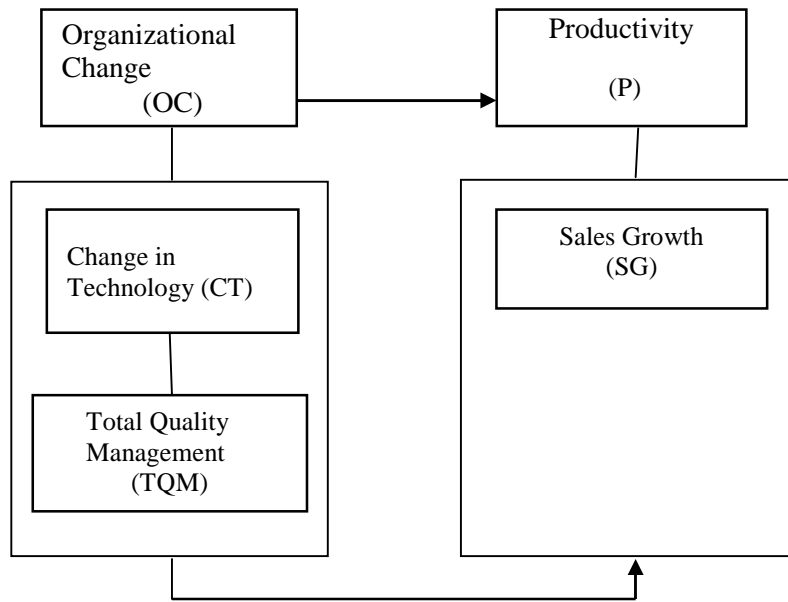 Organizational
Change
(OC)
Productivity
(P)
Change in
Technology (CT)
Total Quality
Management
(TQM)
Sales Growth
(SG)